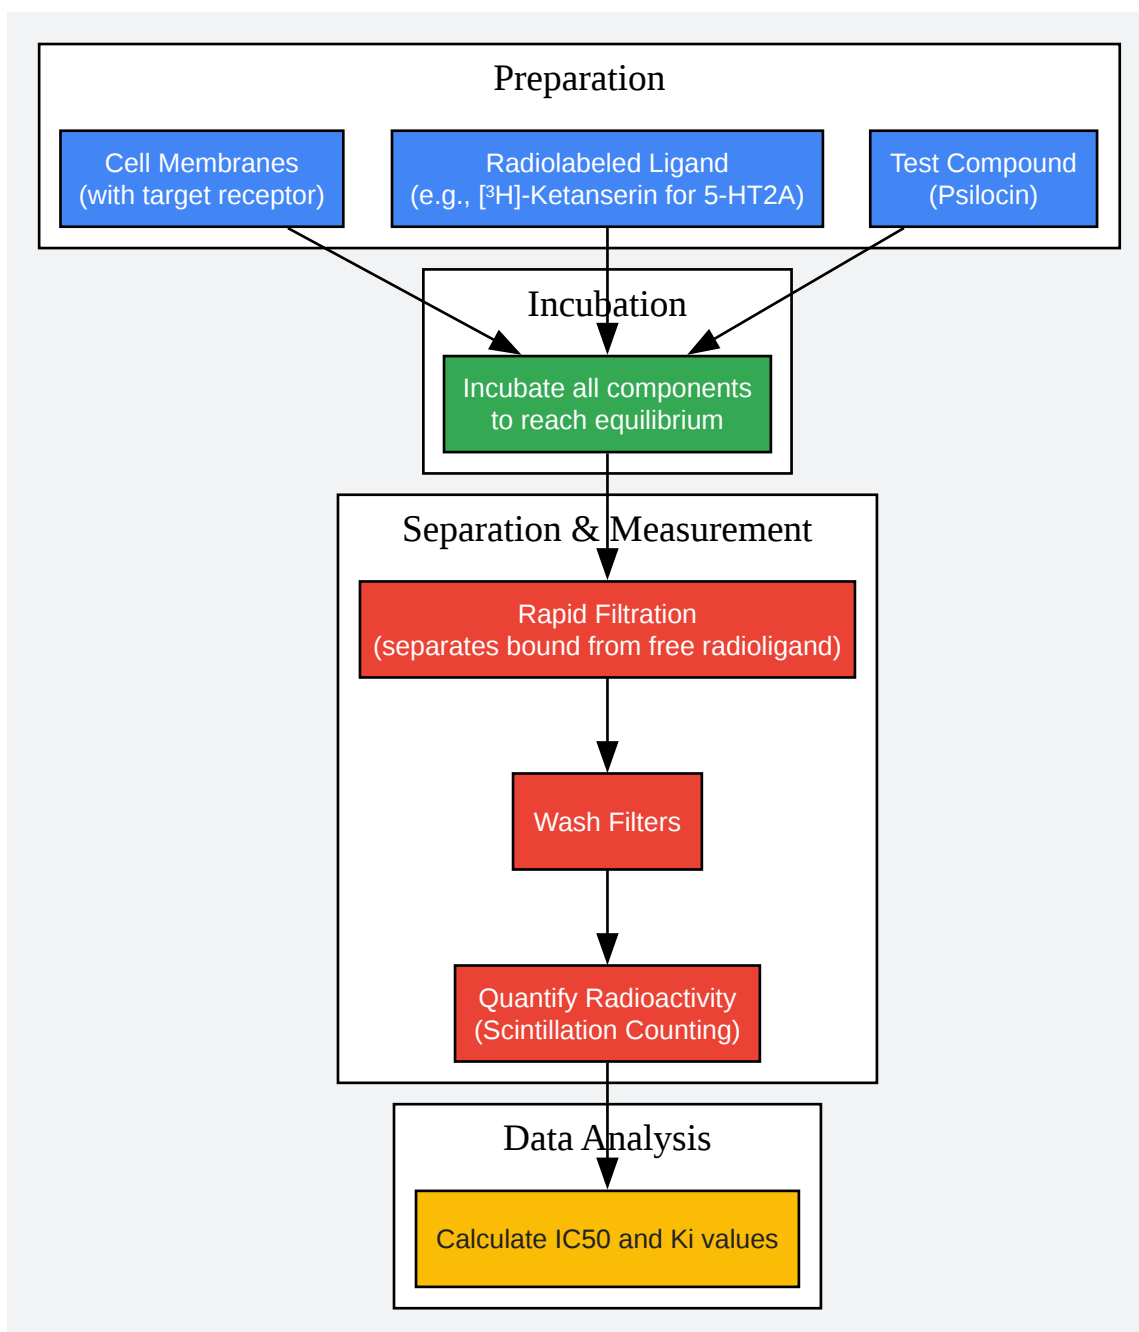 Preparation
Cell Membranes
(with target receptor)
Radiolabeled Ligand
(e.g., [³H]-Ketanserin for 5-HT2A)
Test Compound
(Psilocin)
Incubation
Incubate all components
to reach equilibrium
Separation & Measurement
Rapid Filtration
(separates bound from free radioligand)
Wash Filters
Quantify Radioactivity
(Scintillation Counting)
Data Analysis
Calculate IC50 and Ki values